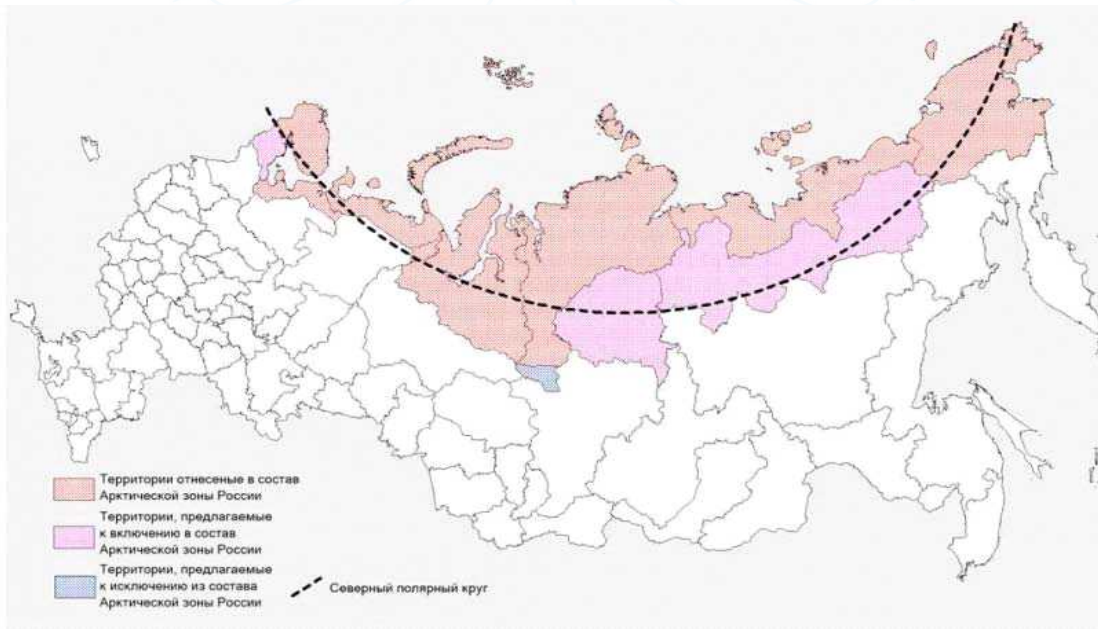 Территории отнесеные в состав
Арктической зоны России
Территории, предлагаемые
к включению в состав
Арктической зоны России
Территории, предлагаемые
к исключению из состава
Арктической зоны России
Северный полярный круг